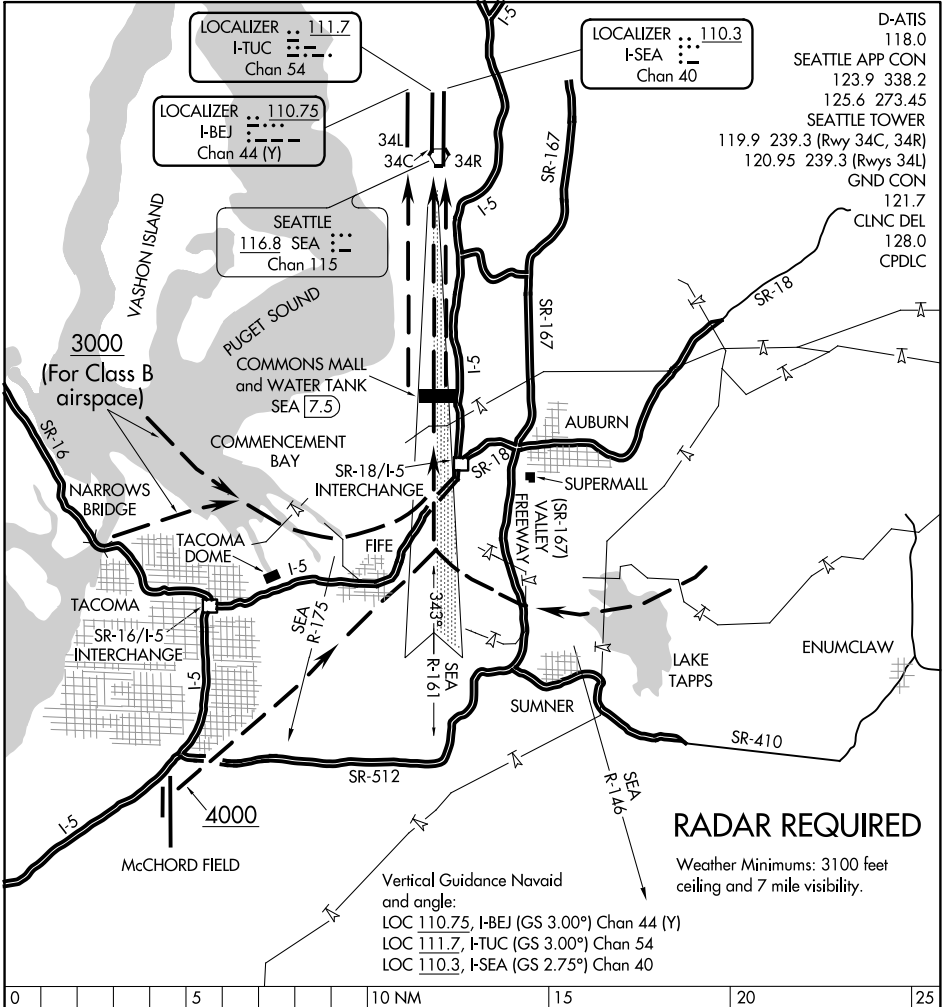 LOCALIZER 111.7
I-TUC
Chan 54
LOCALIZER 110.3
I-SEA
Chan 40
LOCALIZER 110.75
I-BEJ
Chan 44 (Y)
D-ATIS
118.0
SEATTLE APP CON
123.9 338.2
125.6 273.45
SEATTLE TOWER
119.9 239.3 (Rwy 34C, 34R)
120.95 239.3 (Rwys 34L)
GND CON
121.7
CLNC DEL
128.0
CPDLC
I-5
34L
34C
34R
I-5
SR-167
SEATTLE
116.8 SEA
Chan 115
VASHON ISLAND
PUGET SOUND
SR-18
SR-167
I-5
3000
(For Class B
airspace)
COMMONS MALL
and WATER TANK
SEA 7.5
SR-16
COMMENCEMENT
BAY
AUBURN
SR-18/I-5
INTERCHANGE
SR-18
SUPERMALL
NARROWS
BRIDGE
(SR-167)
VALLEY
FREEWAY
TACOMA
DOME
FIFE
I-5
TACOMA
SR-16/I-5
INTERCHANGE
SEA
R-175
343°
SEA
R-161
LAKE
TAPPS
ENUMCLAW
I-5
SUMNER
SR-410
SR-512
SEA
R-146
4000
I-5
McCHORD FIELD
RADAR REQUIRED
Weather Minimums: 3100 feet
ceiling and 7 mile visibility.
Vertical Guidance Navaid
and angle:
LOC 110.75, I-BEJ (GS 3.00°) Chan 44 (Y)
LOC 111.7, I-TUC (GS 3.00°) Chan 54
LOC 110.3, I-SEA (GS 2.75°) Chan 40
0 5 10 NM 15 20 25